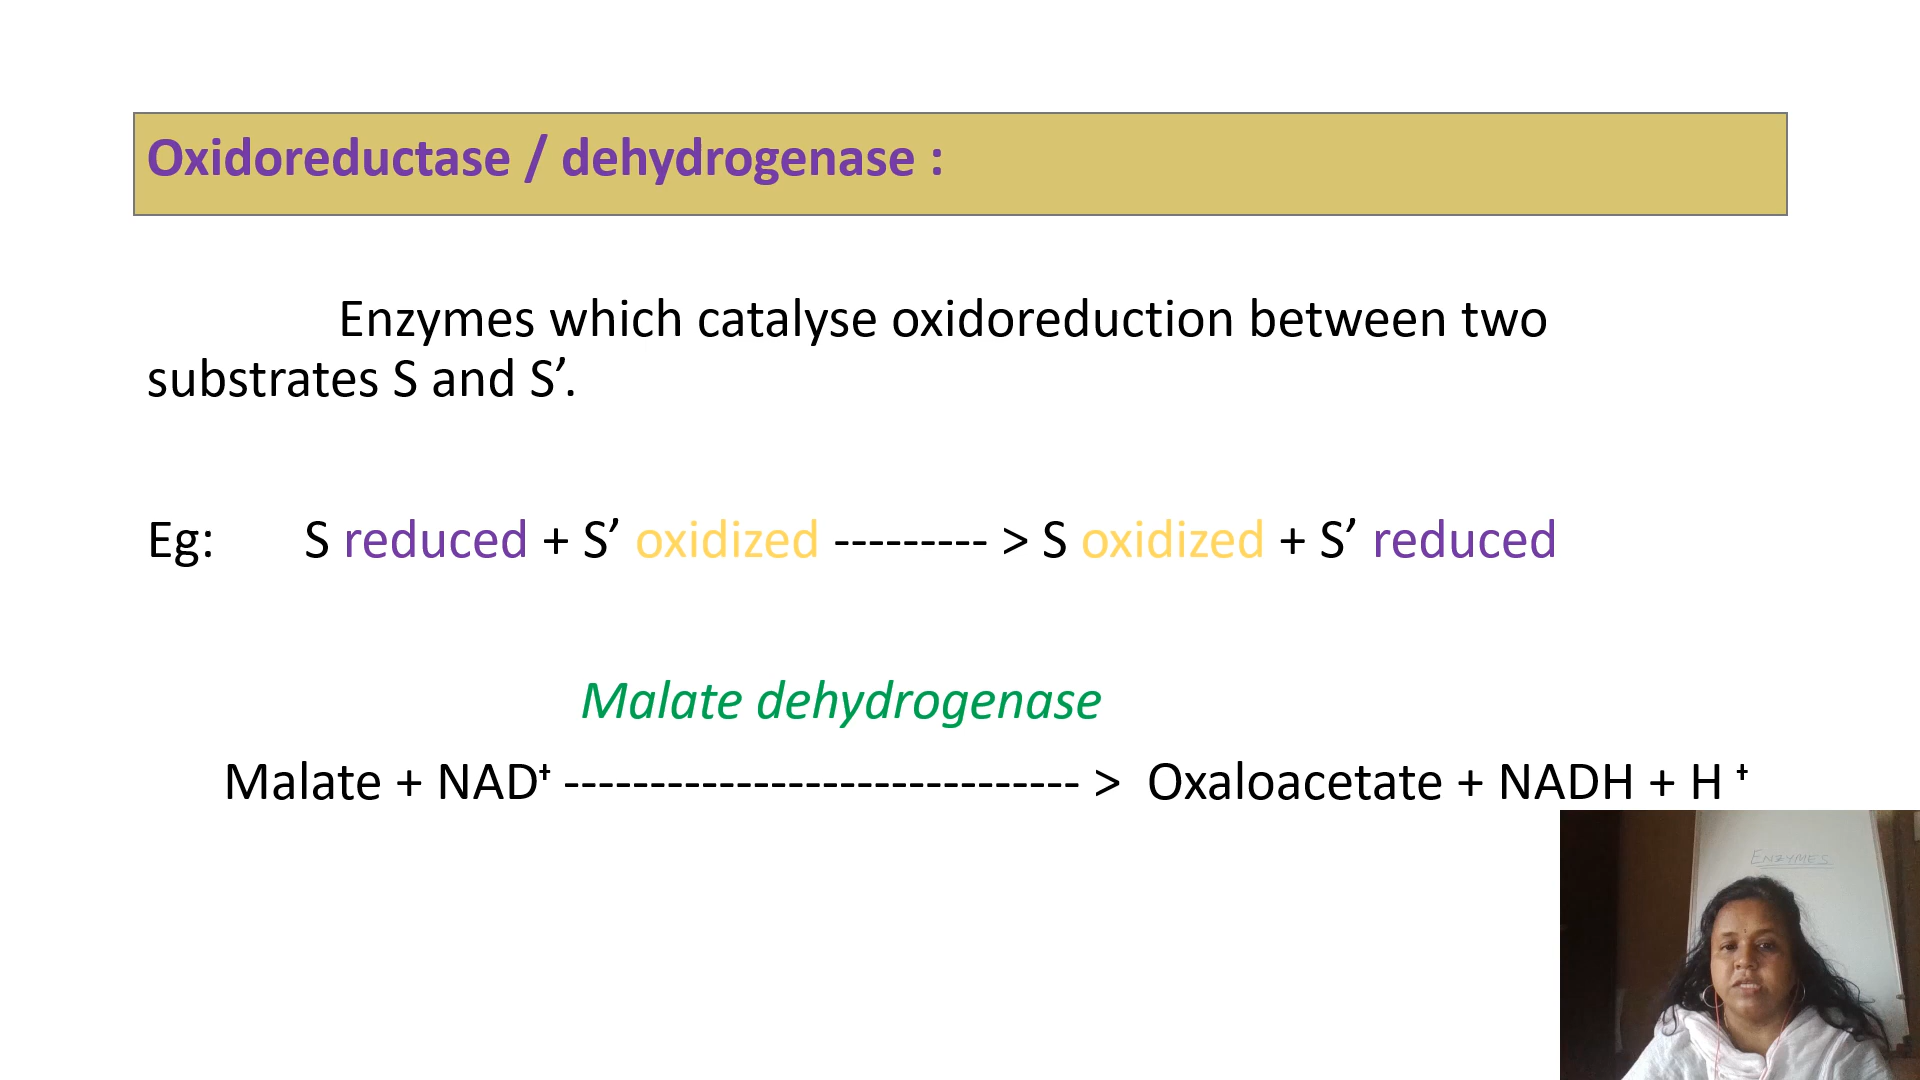 Oxidoreductase / dehydrogenase :
Enzymes which catalyse oxidoreduction between two
substrates S and S’.
Eg: S reduced + S’ oxidized --------- > S oxidized + S’ reduced
Malate dehydrogenase
Malate + NAD⁺ ------------------------------ > Oxaloacetate + NADH + H ⁺
ENZYMES